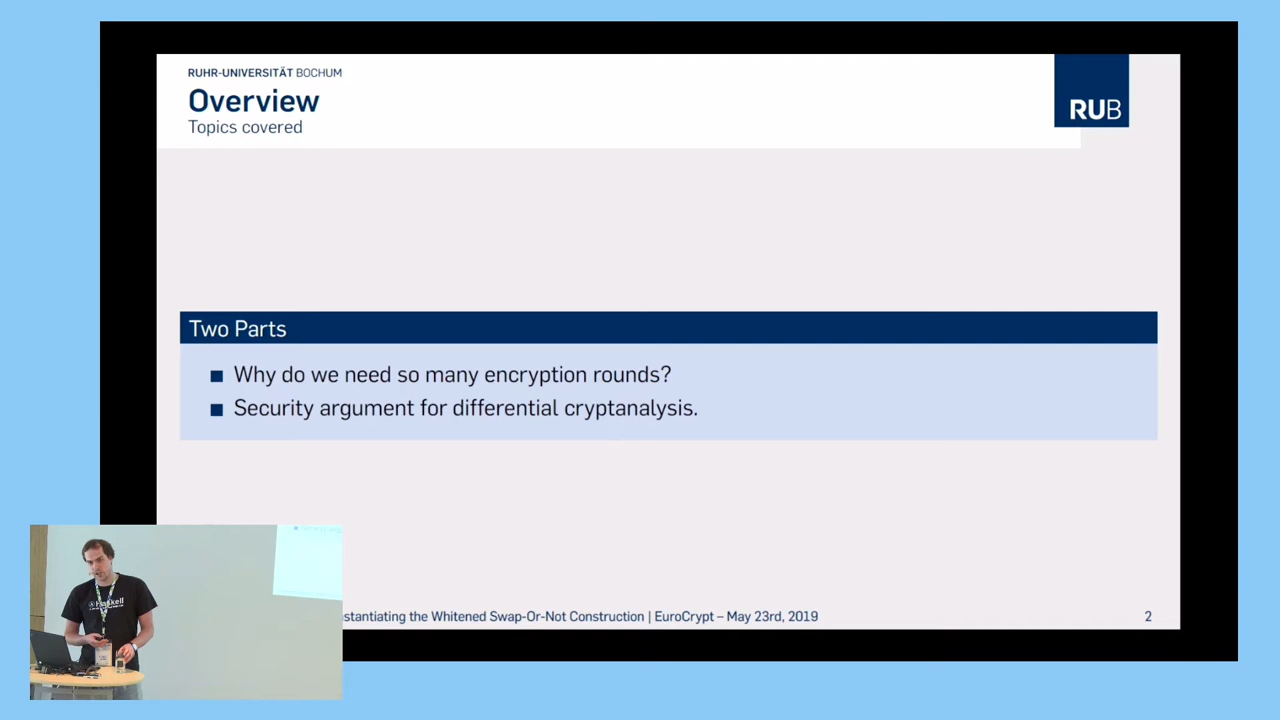 RUHR-UNIVERSITÄT BOCHUM
Overview
Topics covered
RUB
Two Parts
Why do we need so many encryption rounds?
Security argument for differential cryptanalysis.
stantiating the Whitened Swap-Or-Not Construction | EuroCrypt – May 23rd, 2019
2